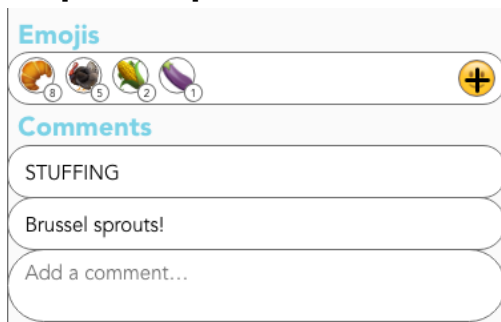 Emojis
8 5 2 1
Comments
STUFFING
Brussel sprouts!
Add a comment...